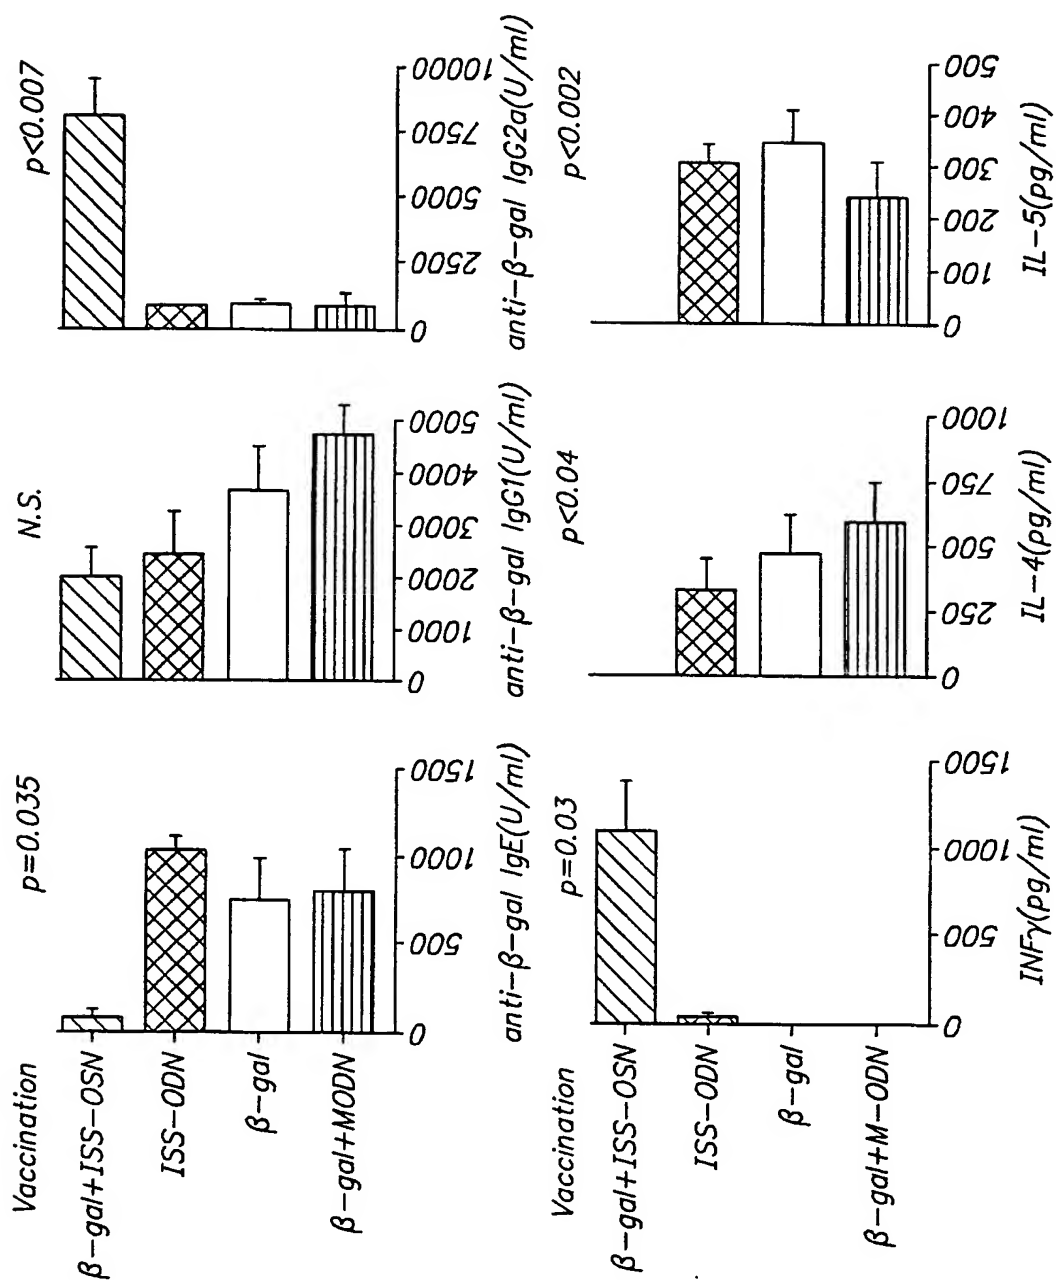 Vaccination
p=0.035
N.S.
p<0.007
β-gal+ISS-OSN
ISS-ODN
β-gal
β-gal+MODN
0 500 1000 1500
0 1000 2000 3000 4000 5000
0 2500 5000 7500 10000
anti-β-gal IgE(U/ml)
anti-β-gal IgG1(U/ml)
anti-β-gal IgG2a(U/ml)
Vaccination
p=0.03
p<0.04
p<0.002
β-gal+ISS-OSN
ISS-ODN
β-gal
β-gal+M-ODN
0 500 1000 1500
0 250 500 750 1000
0 100 200 300 400 500
INFγ(pg/ml)
IL-4(pg/ml)
IL-5(pg/ml)